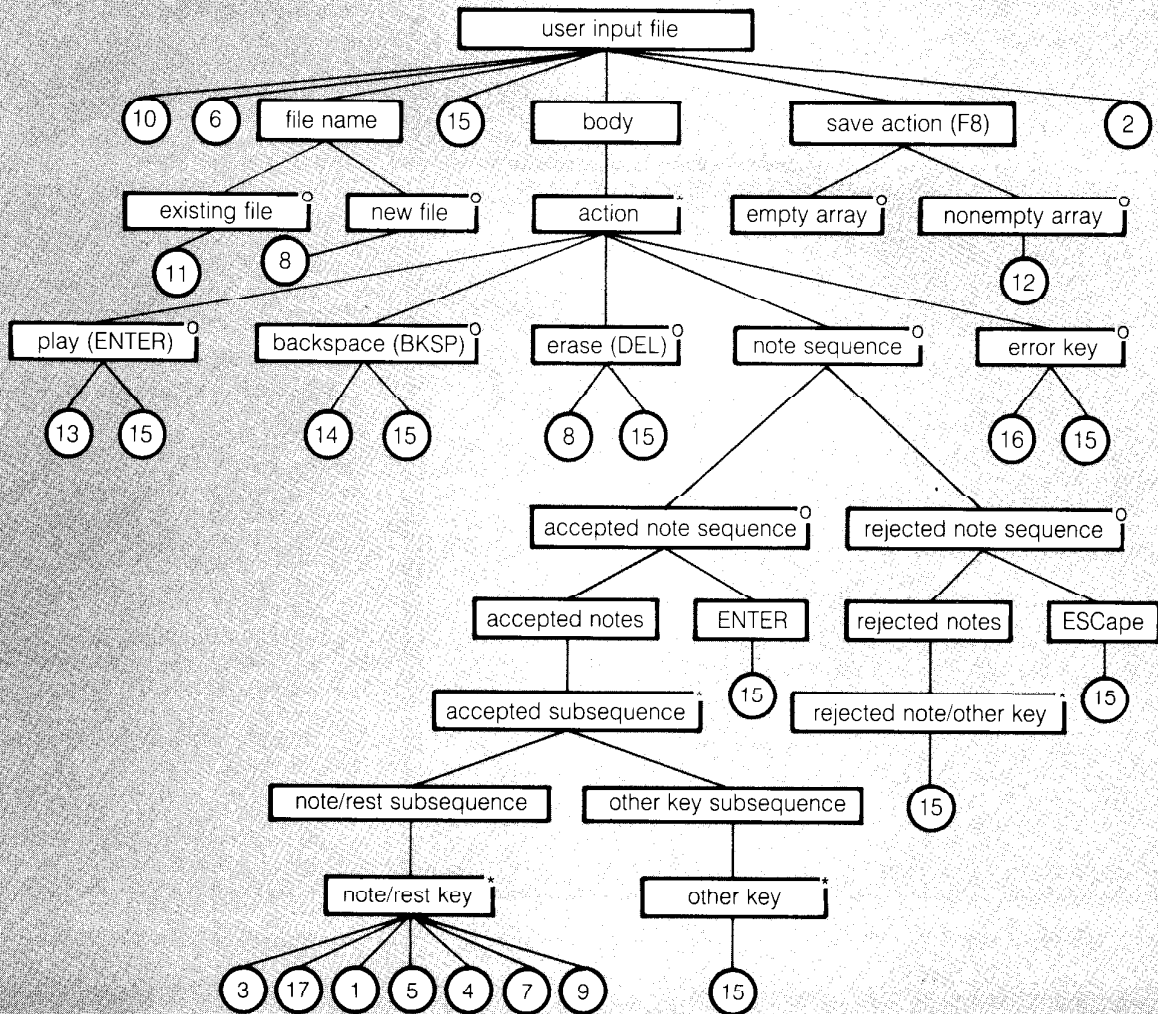 user input file
10
6
file name
15
body
save action (F8)
2
existing file
o
new file
o
action
*
empty array
o
nonempty array
o
11
8
12
play (ENTER)
o
backspace (BKSP)
o
erase (DEL)
o
note sequence
o
error key
o
13
15
14
15
8
15
16
15
accepted note sequence
o
rejected note sequence
o
accepted notes
ENTER
rejected notes
ESCape
15
15
accepted subsequence
*
rejected note/other key
*
note/rest subsequence
other key subsequence
15
note/rest key
*
other key
*
3
17
1
5
4
7
9
15